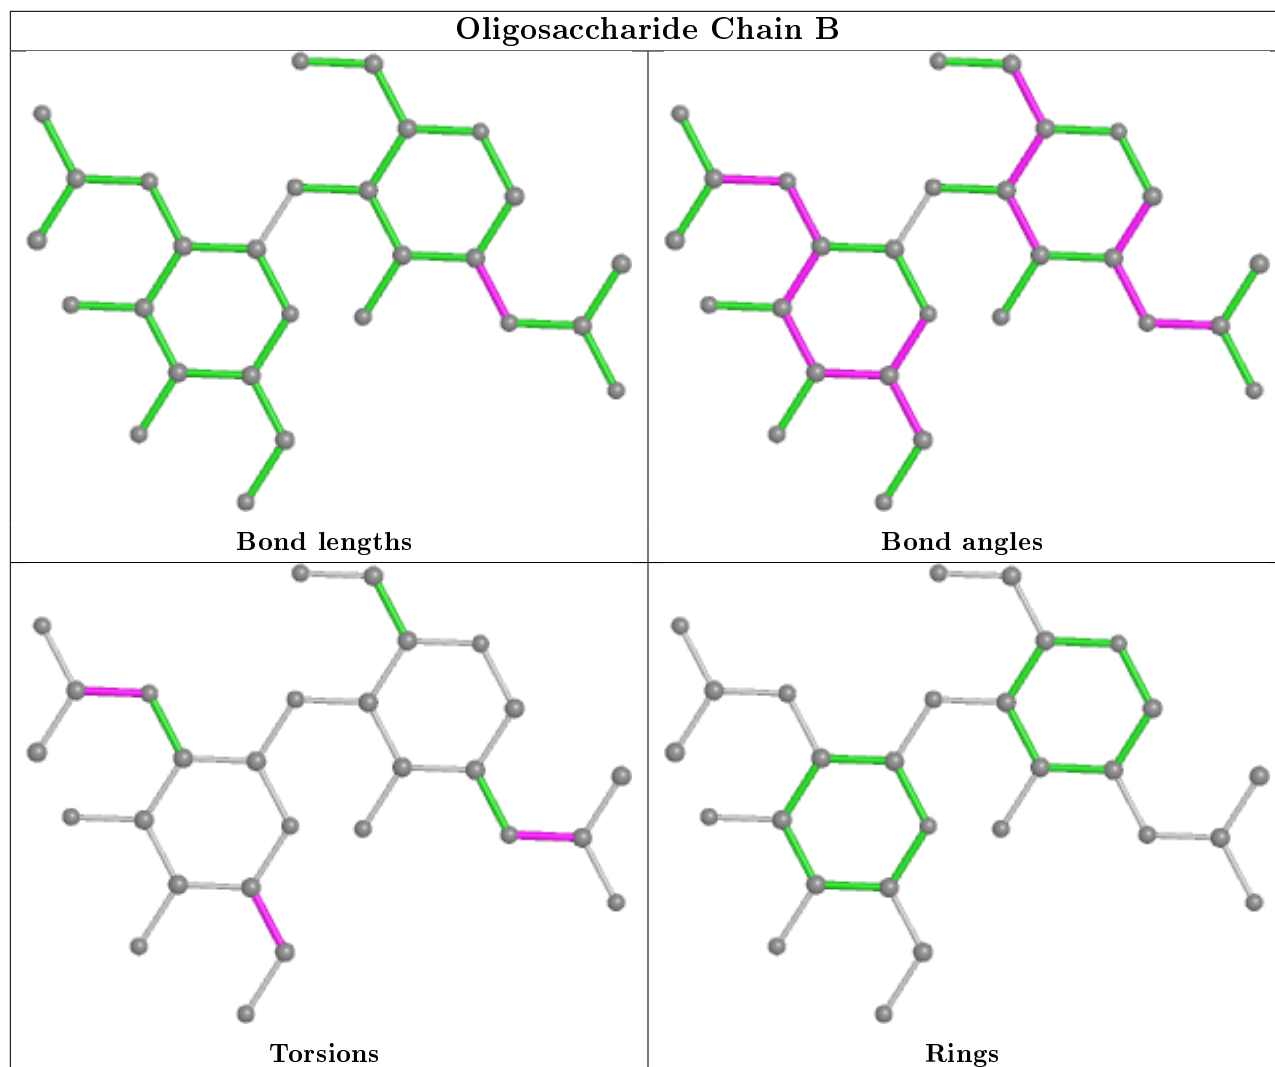 Oligosaccharide Chain B
Bond lengths
Bond angles
Torsions
Rings